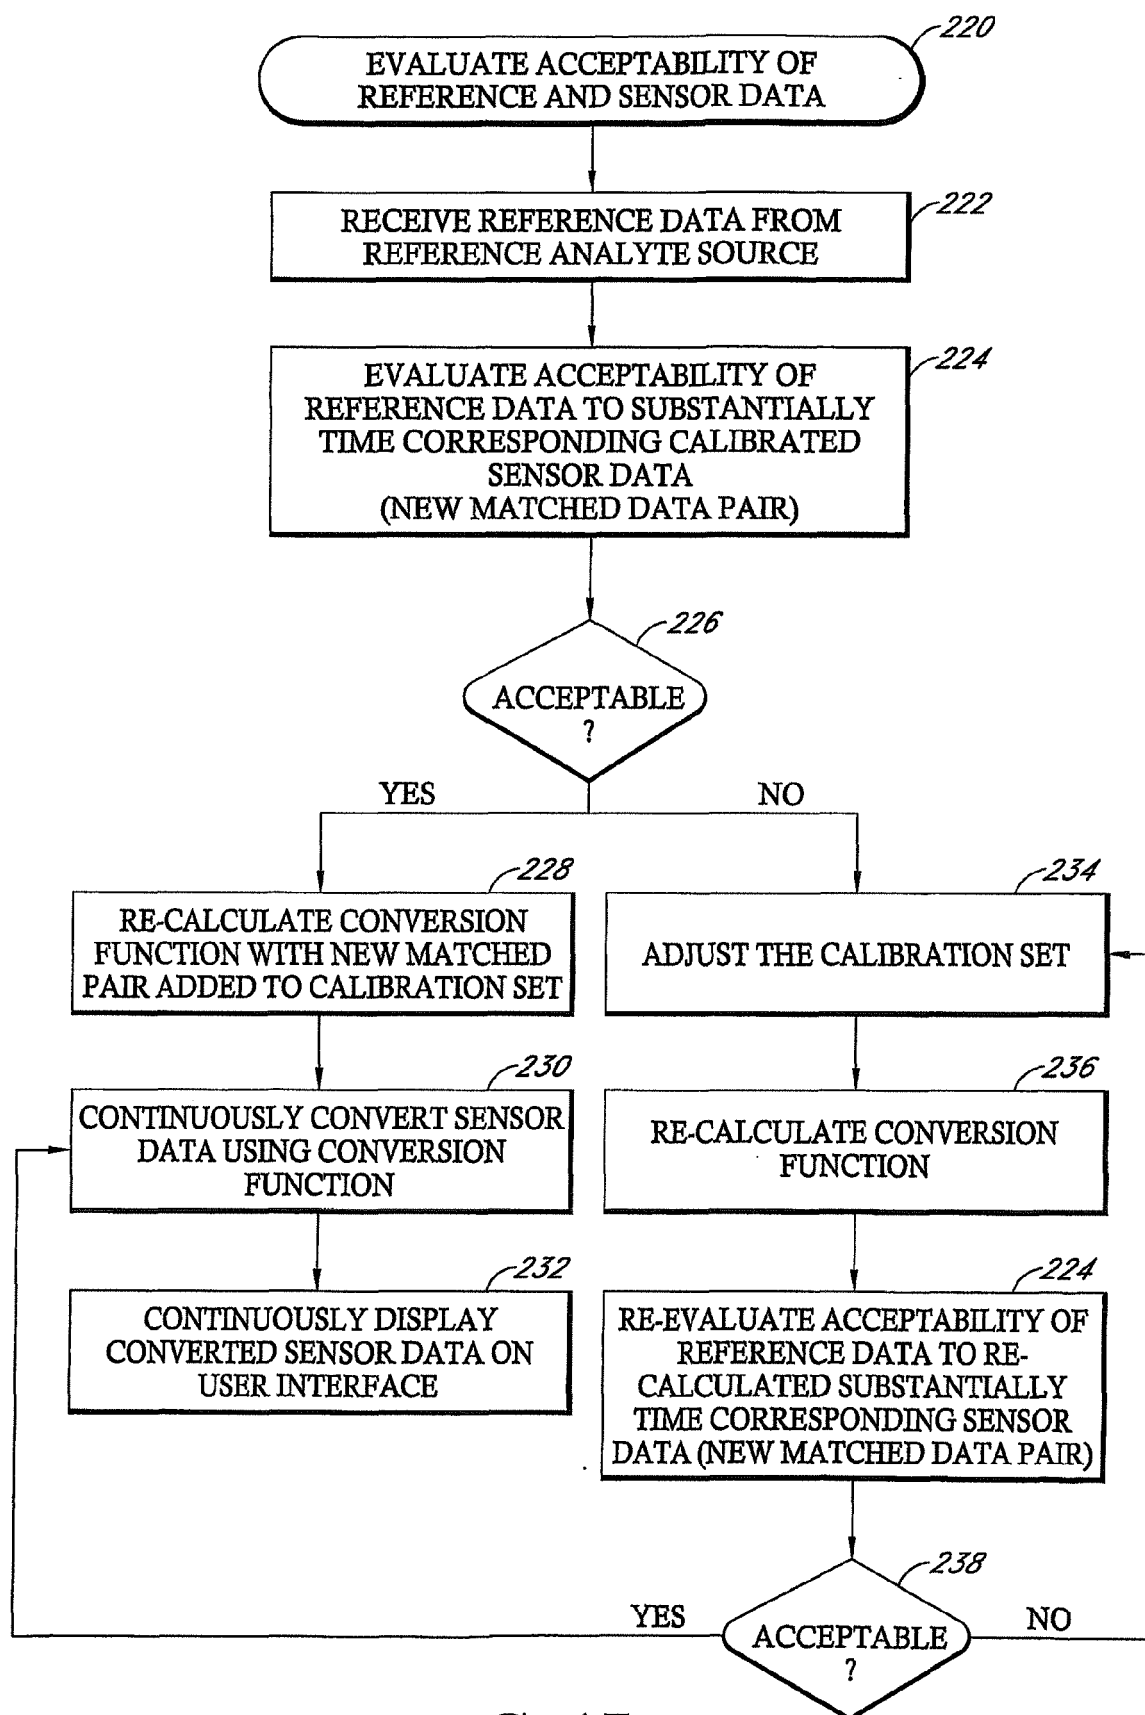 220
EVALUATE ACCEPTABILITY OF
REFERENCE AND SENSOR DATA
222
RECEIVE REFERENCE DATA FROM
REFERENCE ANALYTE SOURCE
224
EVALUATE ACCEPTABILITY OF
REFERENCE DATA TO SUBSTANTIALLY
TIME CORRESPONDING CALIBRATED
SENSOR DATA
(NEW MATCHED DATA PAIR)
226
ACCEPTABLE
?
YES
NO
228
RE-CALCULATE CONVERSION
FUNCTION WITH NEW MATCHED
PAIR ADDED TO CALIBRATION SET
234
ADJUST THE CALIBRATION SET
230
CONTINUOUSLY CONVERT SENSOR
DATA USING CONVERSION
FUNCTION
236
RE-CALCULATE CONVERSION
FUNCTION
232
CONTINUOUSLY DISPLAY
CONVERTED SENSOR DATA ON
USER INTERFACE
224
RE-EVALUATE ACCEPTABILITY OF
REFERENCE DATA TO RE-
CALCULATED SUBSTANTIALLY
TIME CORRESPONDING SENSOR
DATA (NEW MATCHED DATA PAIR)
238
YES
NO
ACCEPTABLE
?